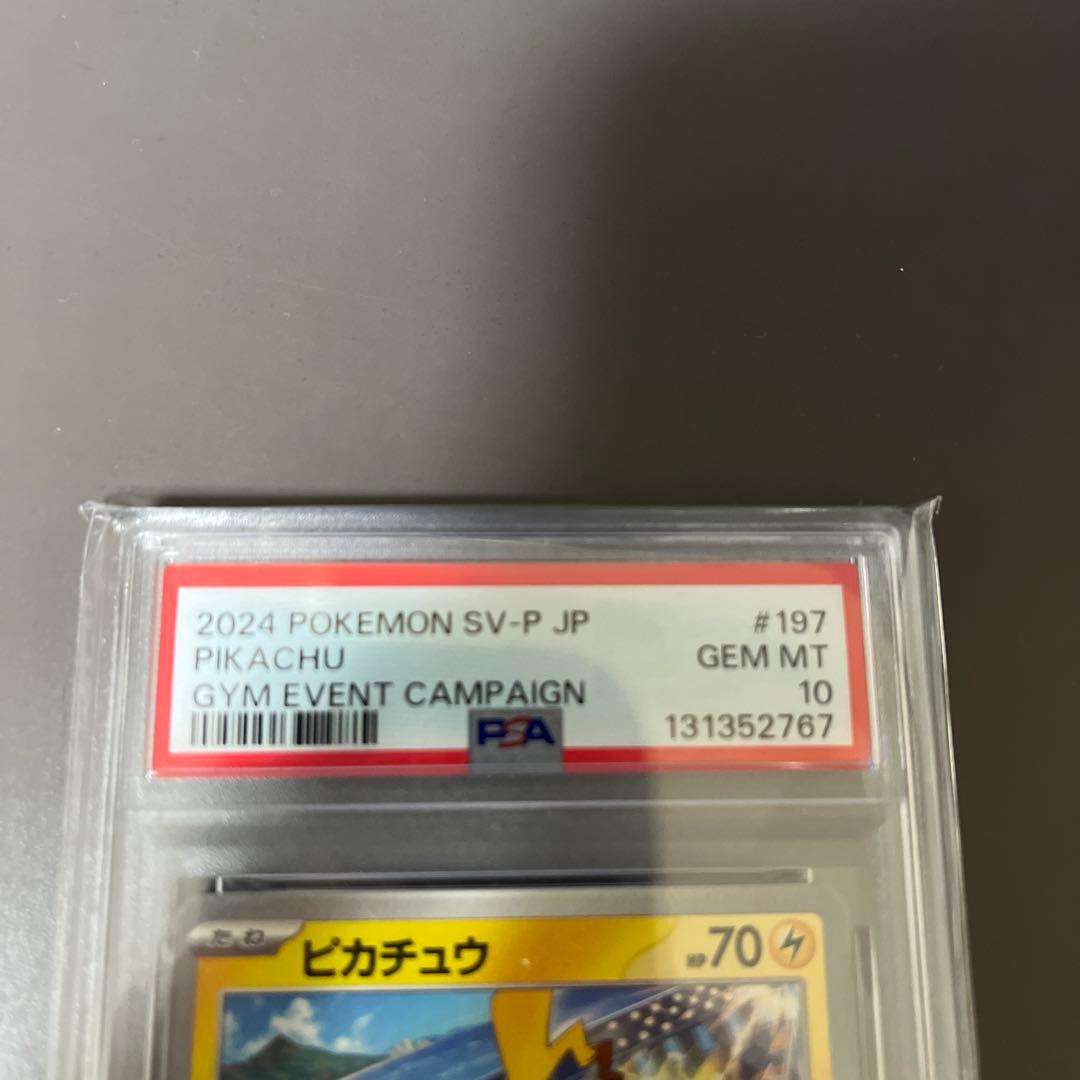 2024 POKEMON SV-P JP #197
PIKACHU GEM MT
GYM EVENT CAMPAIGN 10
PSA 131352767
たね ピカチュウ HP70